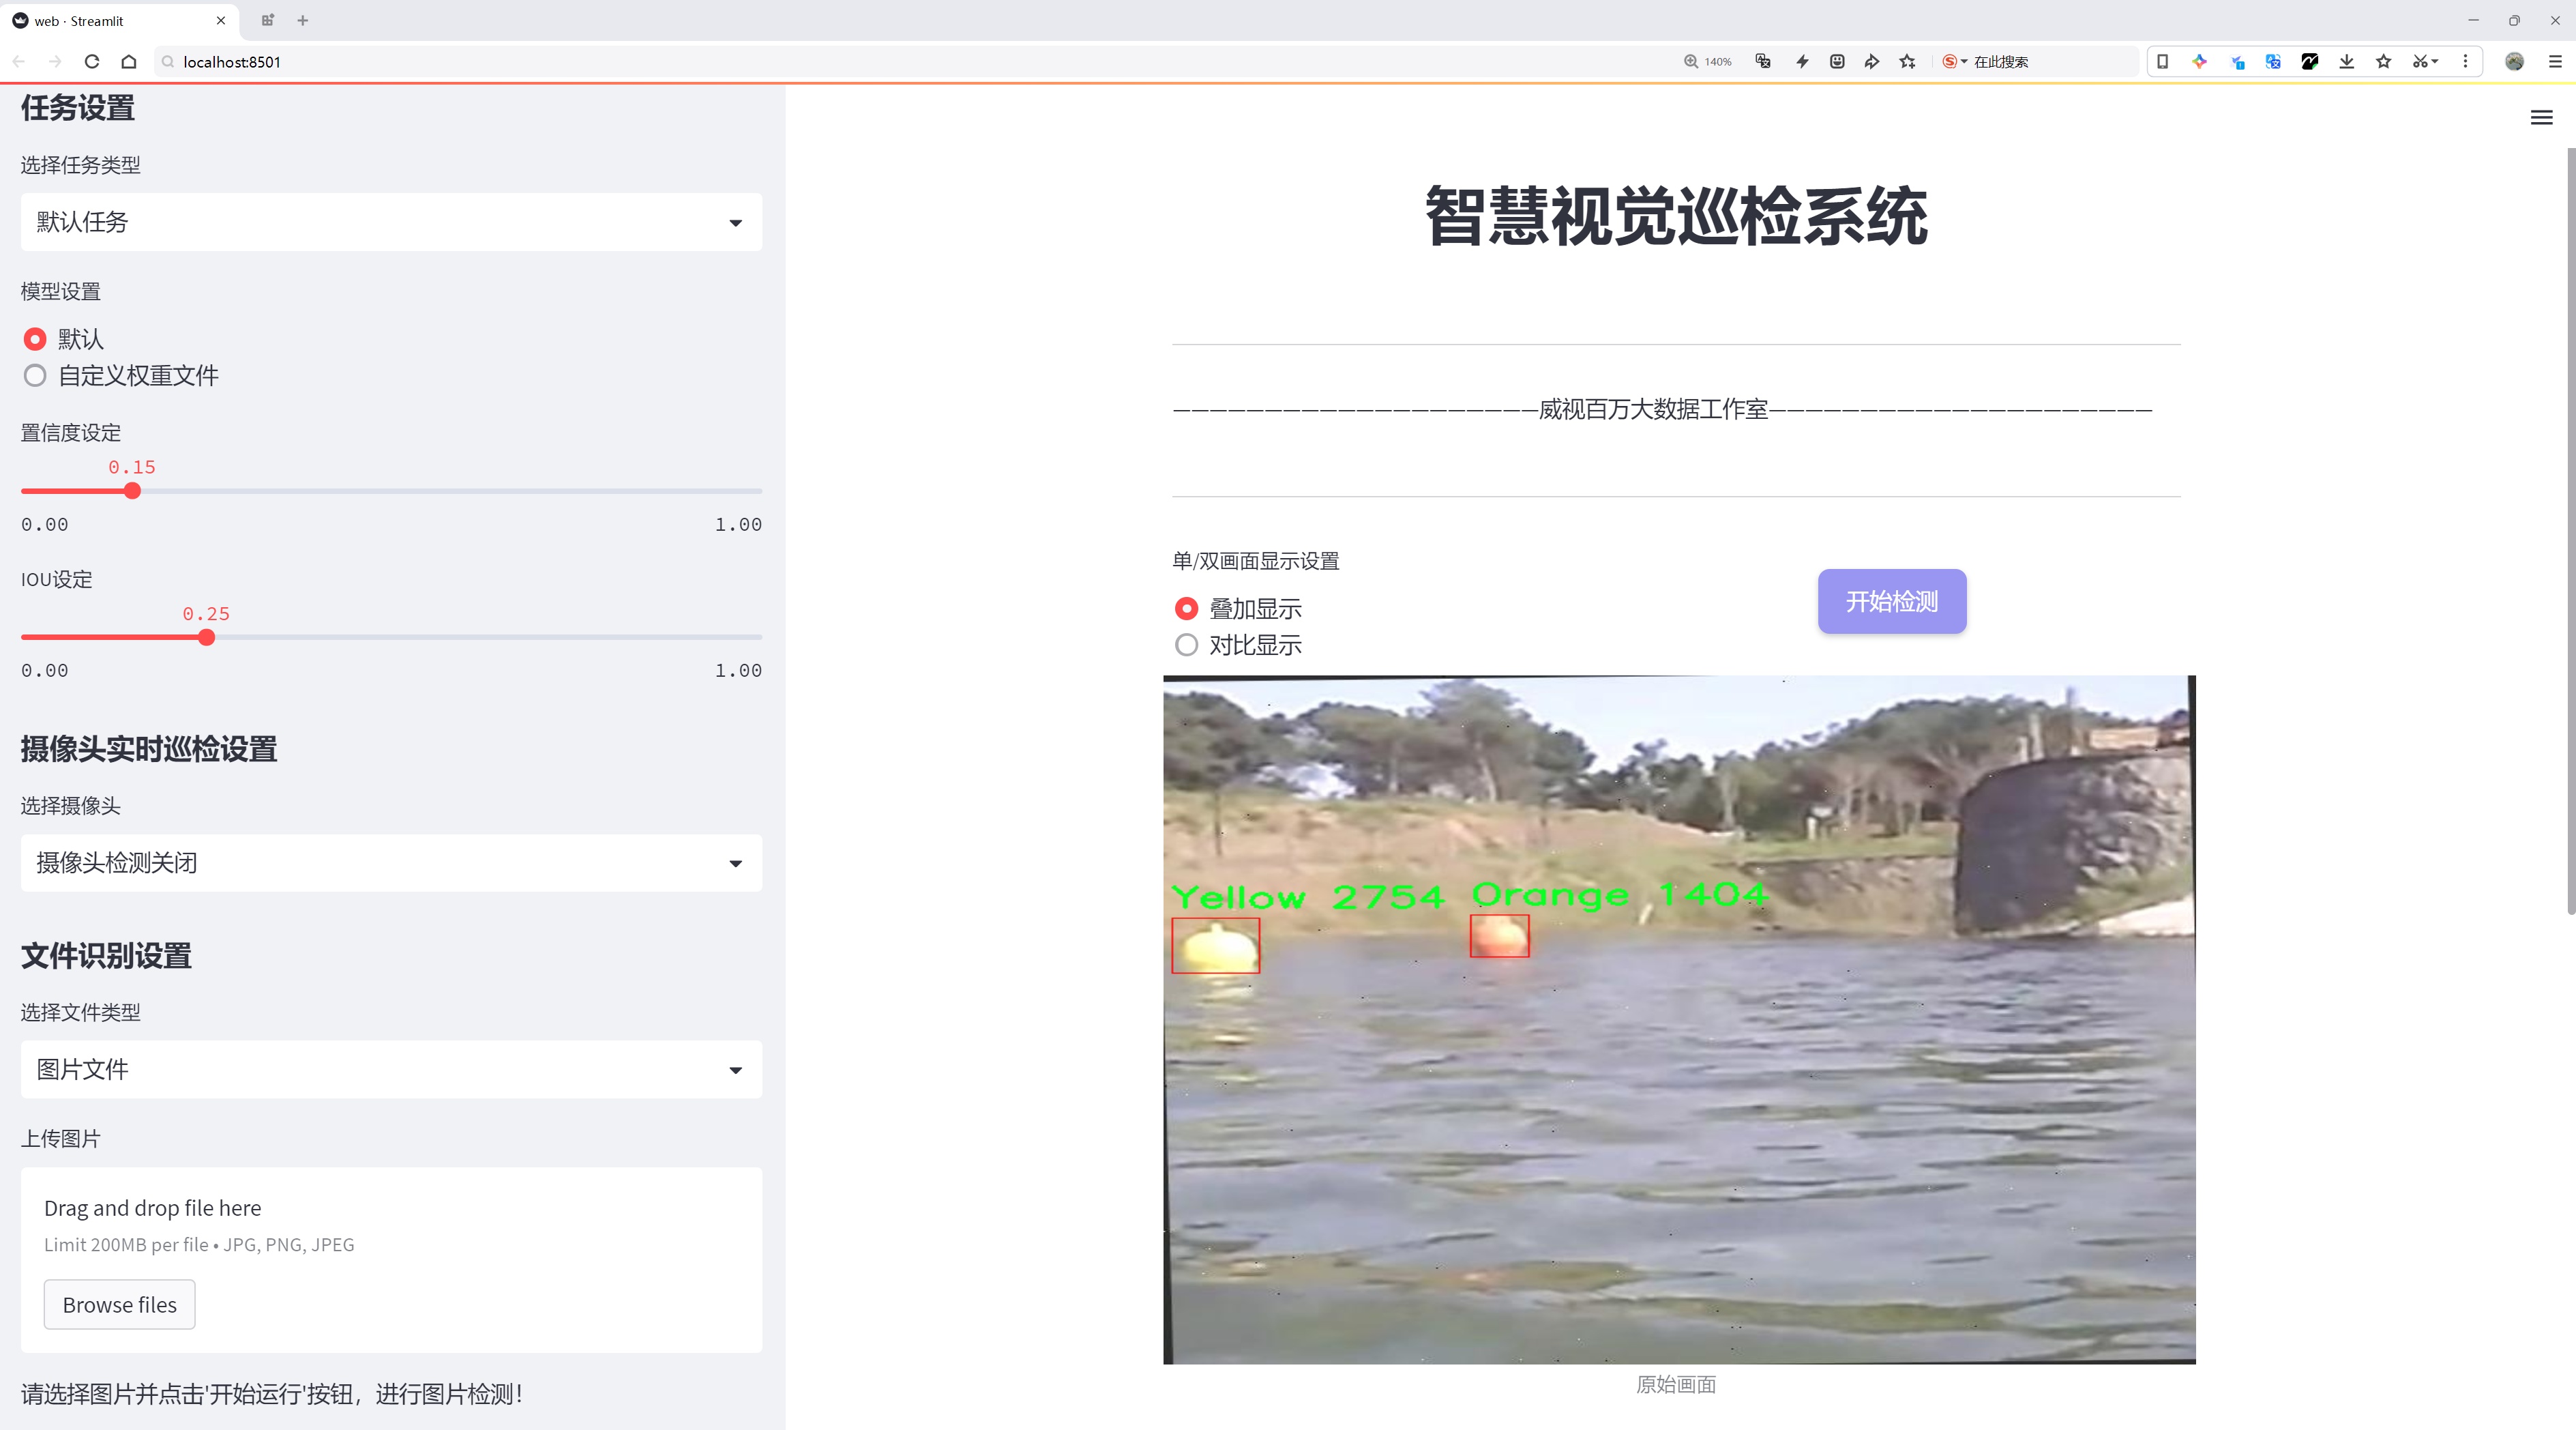 web · Streamlit
localhost:8501
140%
在此搜索
任务设置
选择任务类型
默认任务
模型设置
默认
自定义权重文件
置信度设定
0.15
0.00 1.00
IOU设定
0.25
0.00 1.00
摄像头实时巡检设置
选择摄像头
摄像头检测关闭
文件识别设置
选择文件类型
图片文件
上传图片
Drag and drop file here
Limit 200MB per file • JPG, PNG, JPEG
Browse files
请选择图片并点击'开始运行'按钮，进行图片检测！
智慧视觉巡检系统
—————————————————————威视百万大数据工作室——————————————————————
单/双画面显示设置
叠加显示
对比显示
开始检测
Yellow 2754 Orange 1404
原始画面